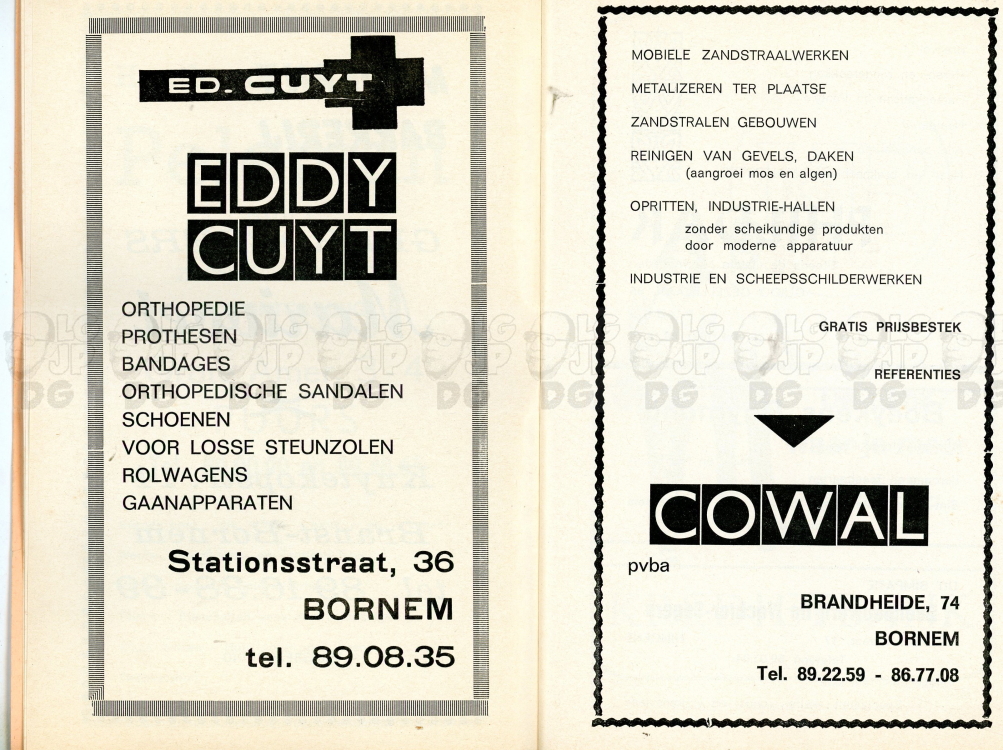 ED. CUYT
EDDY
CUYT
ORTHOPEDIE
PROTHESEN
BANDAGES
ORTHOPEDISCHE SANDALEN
SCHOENEN
VOOR LOSSE STEUNZOLEN
ROLWAGENS
GAANAPPARATEN
Stationsstraat, 36
BORNEM
tel. 89.08.35
MOBIELE ZANDSTRAALWERKEN
METALIZEREN TER PLAATSE
ZANDSTRALEN GEBOUWEN
REINIGEN VAN GEVELS, DAKEN
(aangroei mos en algen)
OPRITTEN, INDUSTRIE-HALLEN
zonder scheikundige produkten
door moderne apparatuur
INDUSTRIE EN SCHEEPSSCHILDERWERKEN
GRATIS PRIJSBESTEK
REFERENTIES
COWAL
pvba
BRANDHEIDE, 74
BORNEM
Tel. 89.22.59 - 86.77.08